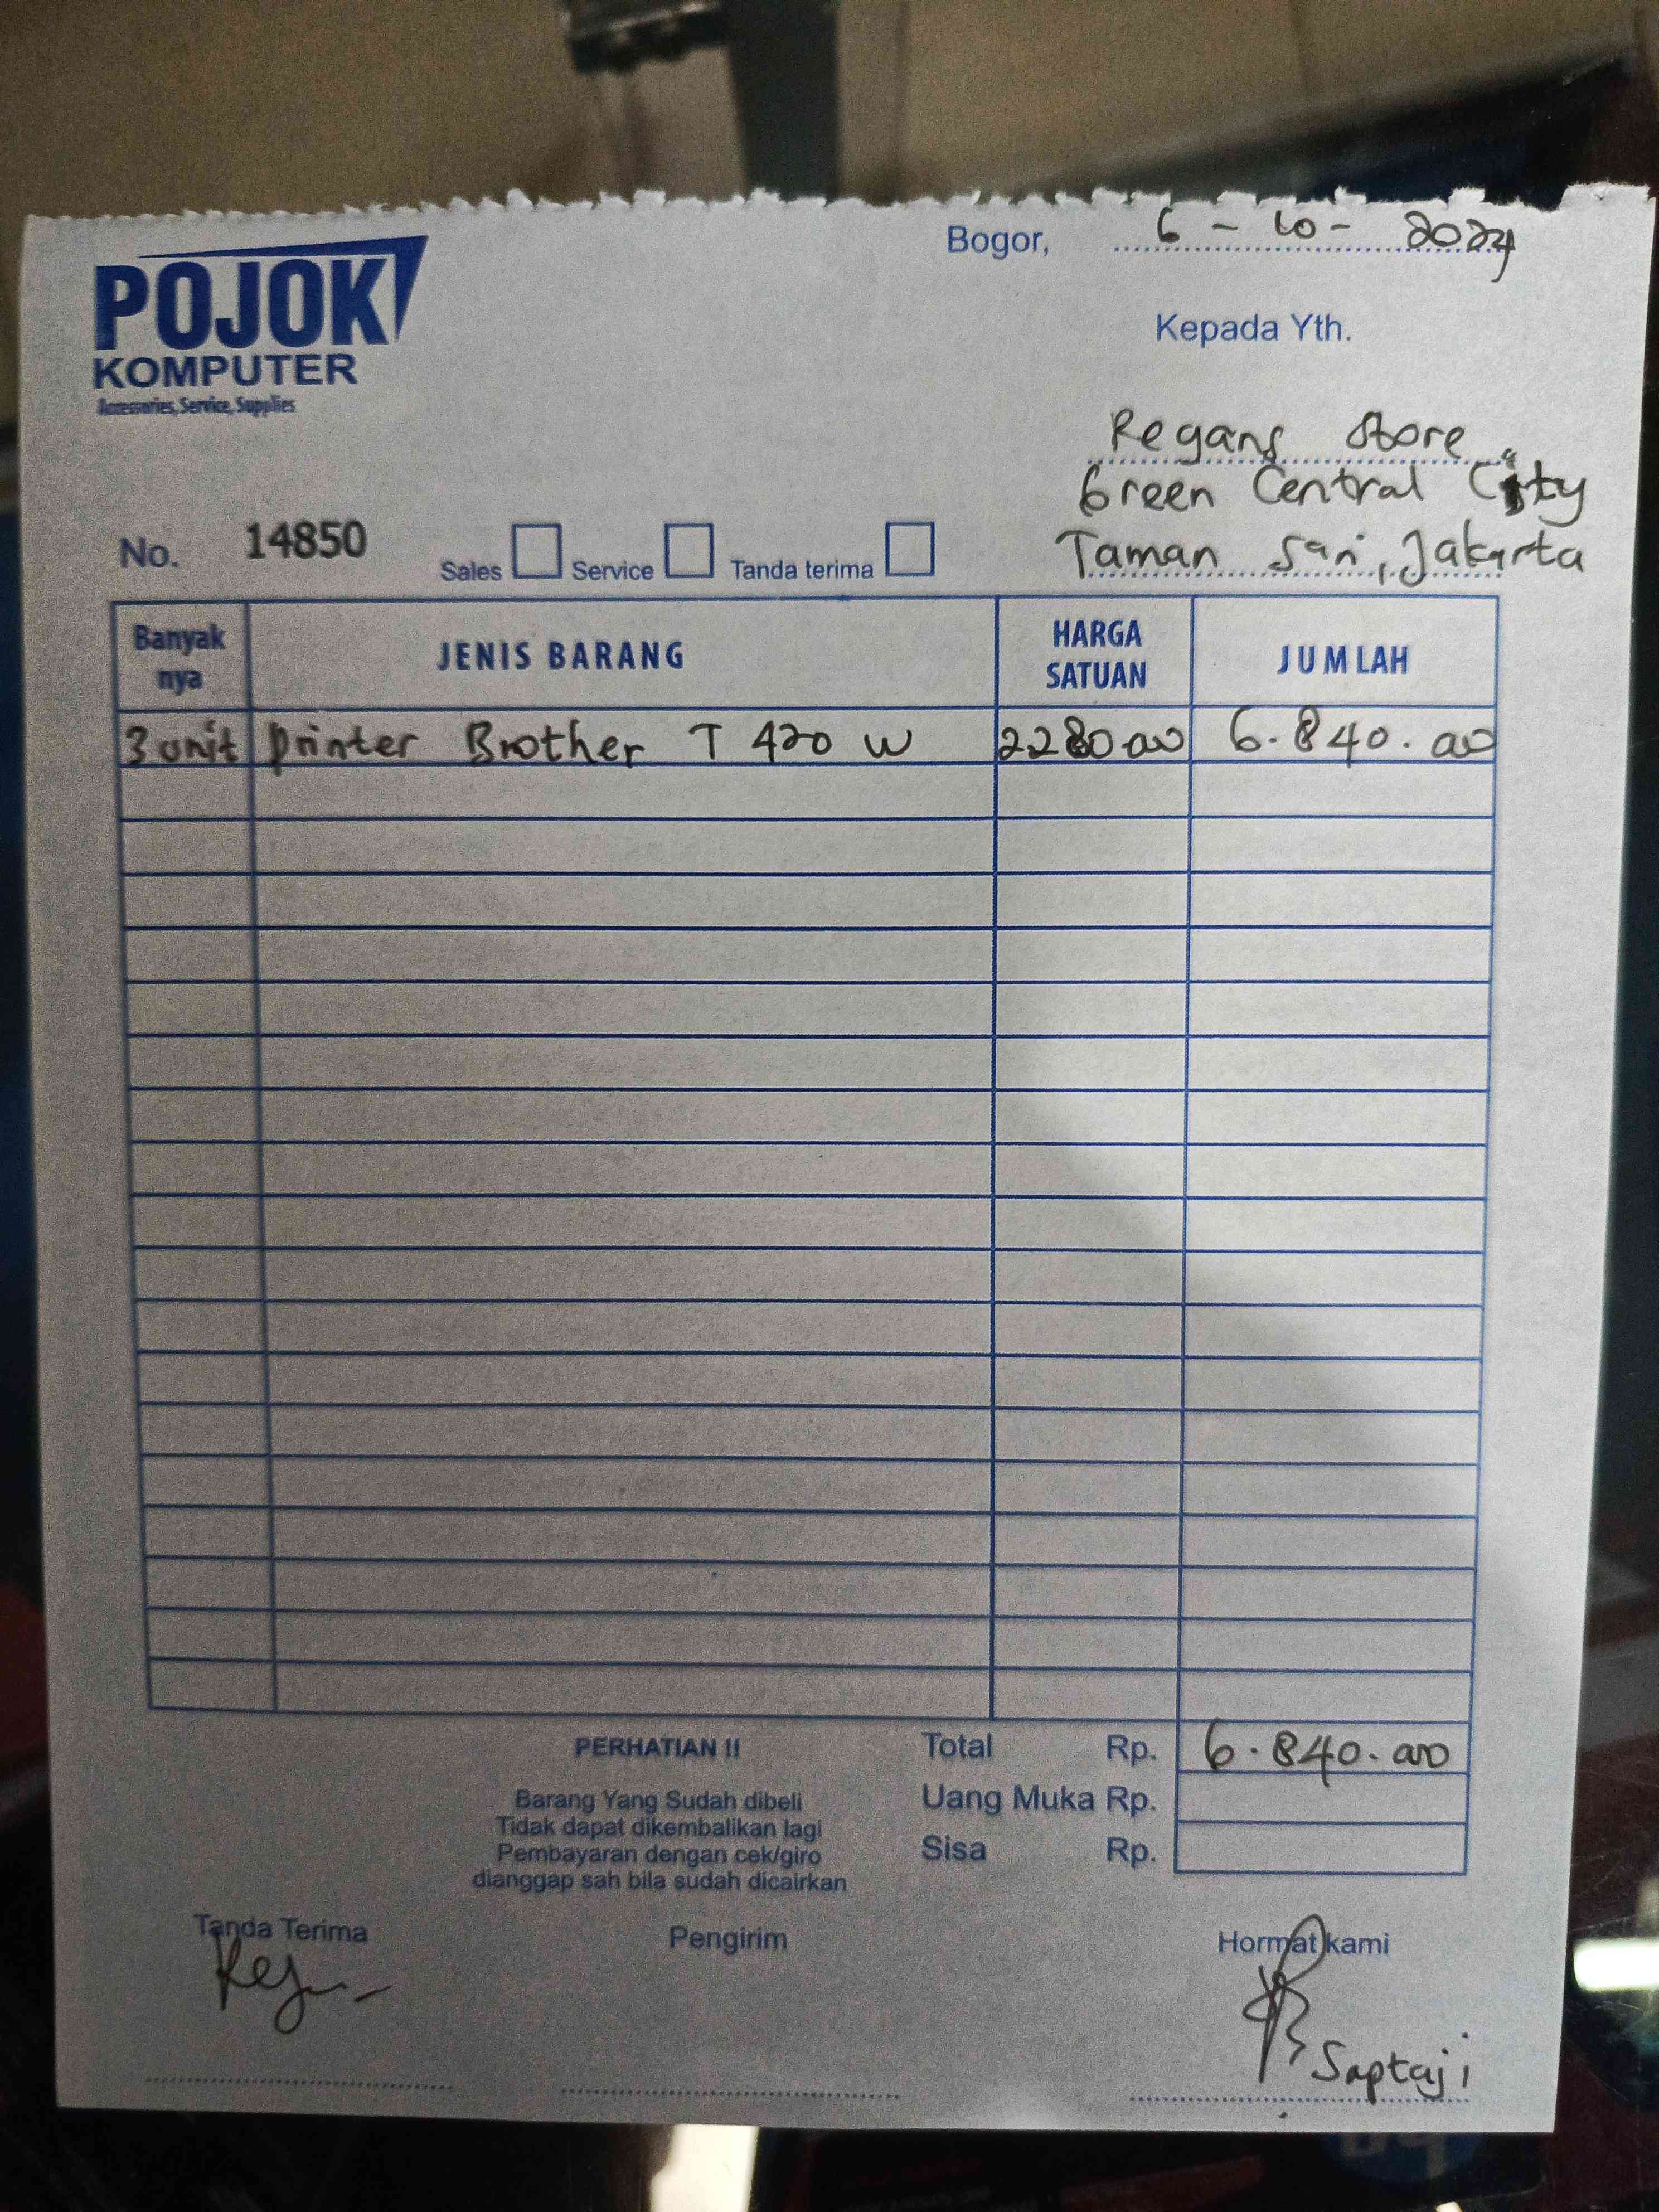 Bogor, 6 - 10 - 2024
POJOK
KOMPUTER
Accessories, Service, Supplies
Kepada Yth.
Regans Store
Green Central City
Taman Sari, Jakarta
No. 14850 Sales Service Tanda terima
Banyak nya JENIS BARANG HARGA SATUAN JUMLAH
3 unit printer Brother T 420 W 2.280.000 6.840.000
PERHATIAN !!
Barang Yang Sudah dibeli
Tidak dapat dikembalikan lagi
Pembayaran dengan cek/giro
dianggap sah bila sudah dicairkan
Total Rp. 6.840.000
Uang Muka Rp.
Sisa Rp.
Tanda Terima Pengirim Hormat kami
Saptaji